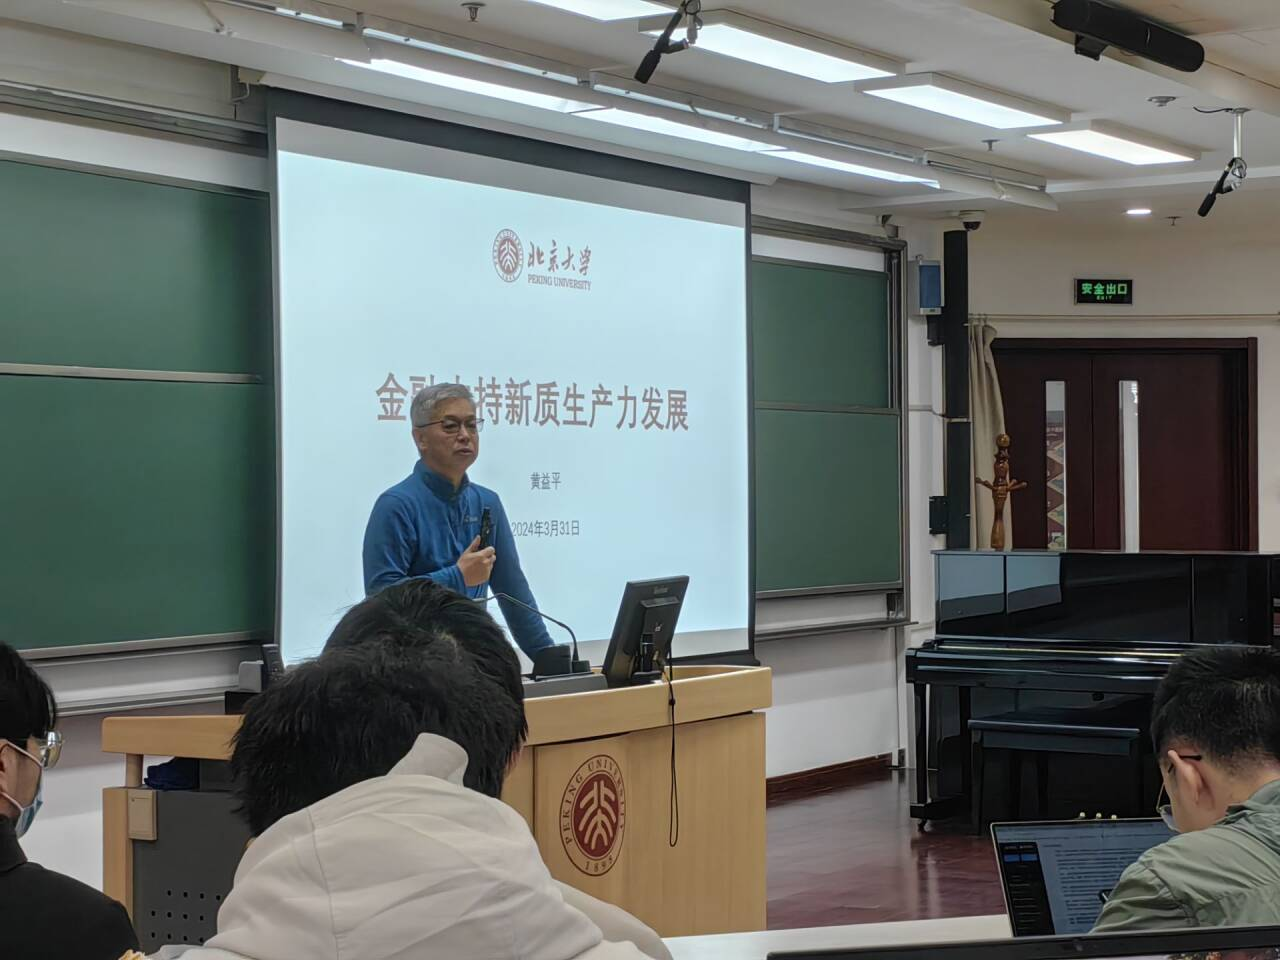 北京大学
PEKING UNIVERSITY
金融 持新质生产力发展
黄益平
2024年3月31日
安全出口
EXIT
PEKING UNIVERSITY
1898